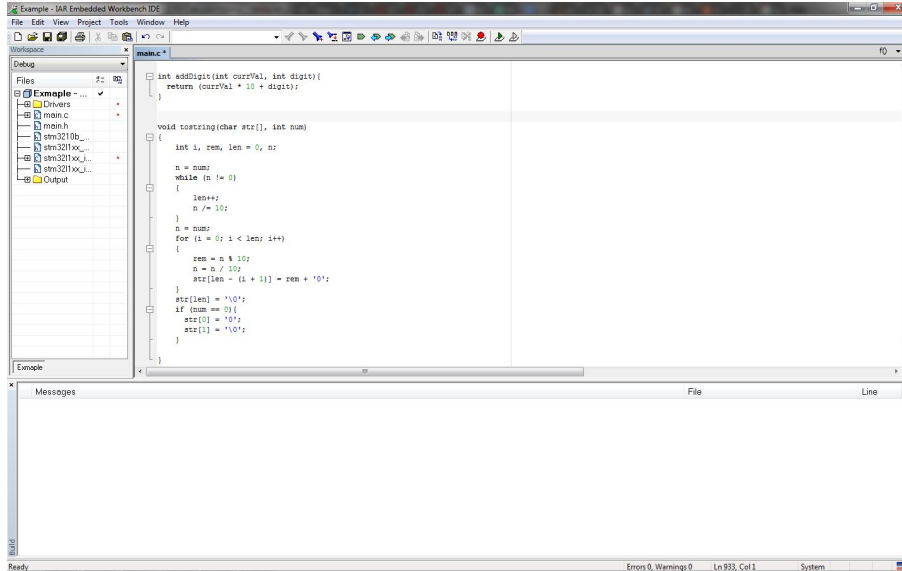 Example - IAR Embedded Workbench IDE
File Edit View Project Tools Window Help
Workspace
main.c *
f()
Debug
Files
Exmaple - ...
Drivers
main.c
main.h
stm3210b_...
stm32l1xx_i...
stm32l1xx_i...
Output
Exmaple
int addDigit(int currVal, int digit){
return (currVal * 10 + digit);
}
void tostring(char str[], int num)
{
int i, rem, len = 0, n;
n = num;
while (n != 0)
{
len++;
n /= 10;
}
n = num;
for (i = 0; i < len; i++)
{
rem = n % 10;
n = n / 10;
str[len - (i + 1)] = rem + '0';
}
str[len] = '\0';
if (num == 0){
str[0] = '0';
str[1] = '\0';
}
}
Messages File Line
Build
Ready Errors 0, Warnings 0 Ln 933, Col 1 System